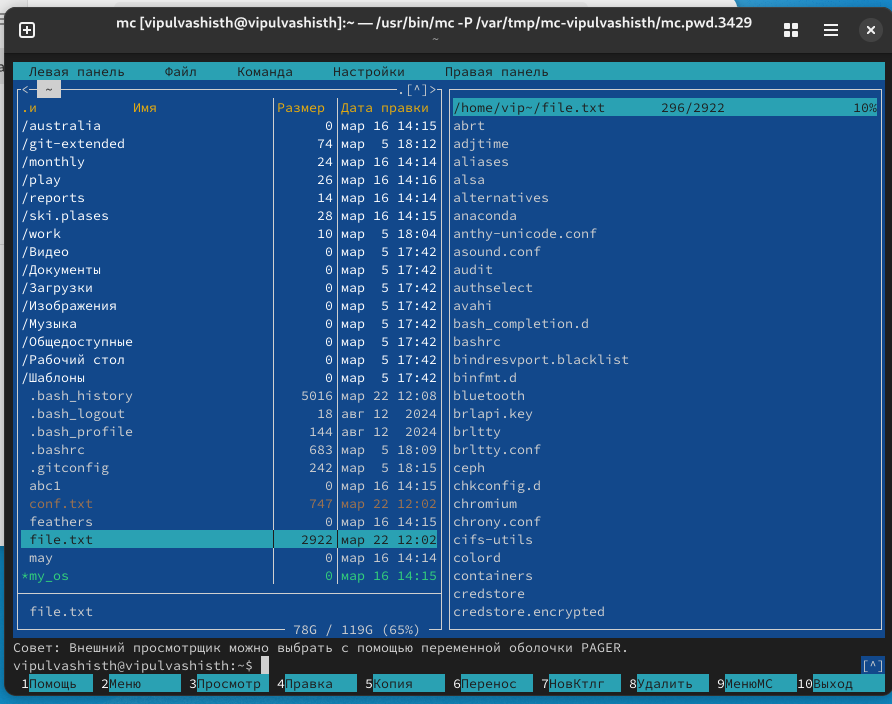 mc [vipulvashisth@vipulvashisth]:~ — /usr/bin/mc -P /var/tmp/mc-vipulvashisth/mc.pwd.3429
~
Левая панель Файл Команда Настройки Правая панель
<─ ~ .[^]>
.и Имя Размер Дата правки
/australia 0 мар 16 14:15
/git-extended 74 мар 5 18:12
/monthly 24 мар 16 14:14
/play 26 мар 16 14:16
/reports 14 мар 16 14:14
/ski.plases 28 мар 16 14:15
/work 10 мар 5 18:04
/Видео 0 мар 5 17:42
/Документы 0 мар 5 17:42
/Загрузки 0 мар 5 17:42
/Изображения 0 мар 5 17:42
/Музыка 0 мар 5 17:42
/Общедоступные 0 мар 5 17:42
/Рабочий стол 0 мар 5 17:42
/Шаблоны 0 мар 5 17:42
.bash_history 5016 мар 22 12:08
.bash_logout 18 авг 12 2024
.bash_profile 144 авг 12 2024
.bashrc 683 мар 5 18:09
.gitconfig 242 мар 5 18:15
abc1 0 мар 16 14:15
conf.txt 747 мар 22 12:02
feathers 0 мар 16 14:15
file.txt 2922 мар 22 12:02
may 0 мар 16 14:14
*my_os 0 мар 16 14:15
file.txt
78G / 119G (65%)
/home/vip~/file.txt 296/2922 10%
abrt
adjtime
aliases
alsa
alternatives
anaconda
anthy-unicode.conf
asound.conf
audit
authselect
avahi
bash_completion.d
bashrc
bindresvport.blacklist
binfmt.d
bluetooth
brlapi.key
brltty
brltty.conf
ceph
chkconfig.d
chromium
chrony.conf
cifs-utils
colord
containers
credstore
credstore.encrypted
Совет: Внешний просмотрщик можно выбрать с помощью переменной оболочки PAGER.
vipulvashisth@vipulvashisth:~$ [^]
1Помощь 2Меню 3Просмотр 4Правка 5Копия 6Перенос 7НовКтлг 8Удалить 9МенюMC 10Выход